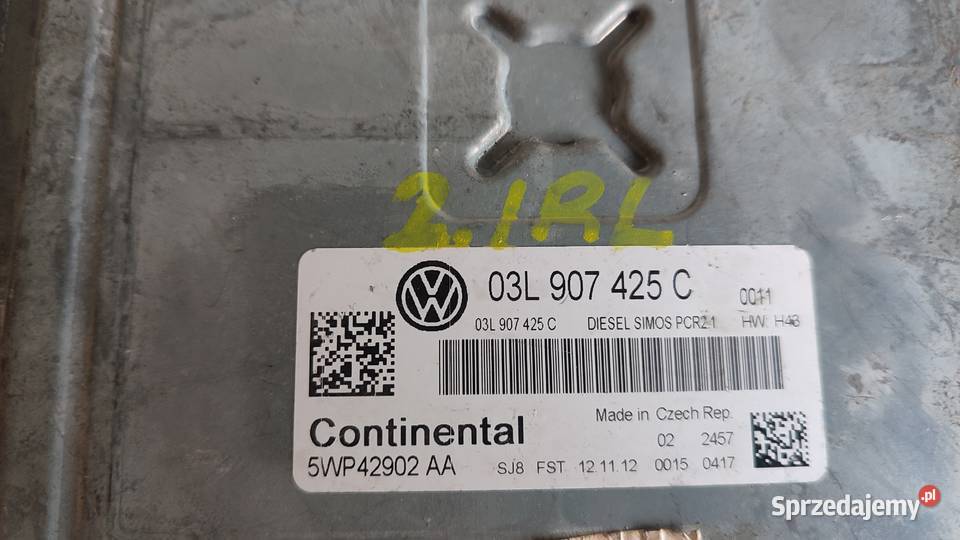 2.1RL
03L 907 425 C 0011
03L 907 425 C DIESEL SIMOS PCR2.1 HW: H43
Made in Czech Rep.
Continental
02 2457
5WP42902 AA SJ8 FST 12.11.12 0015 0417
Sprzedajemy.pl